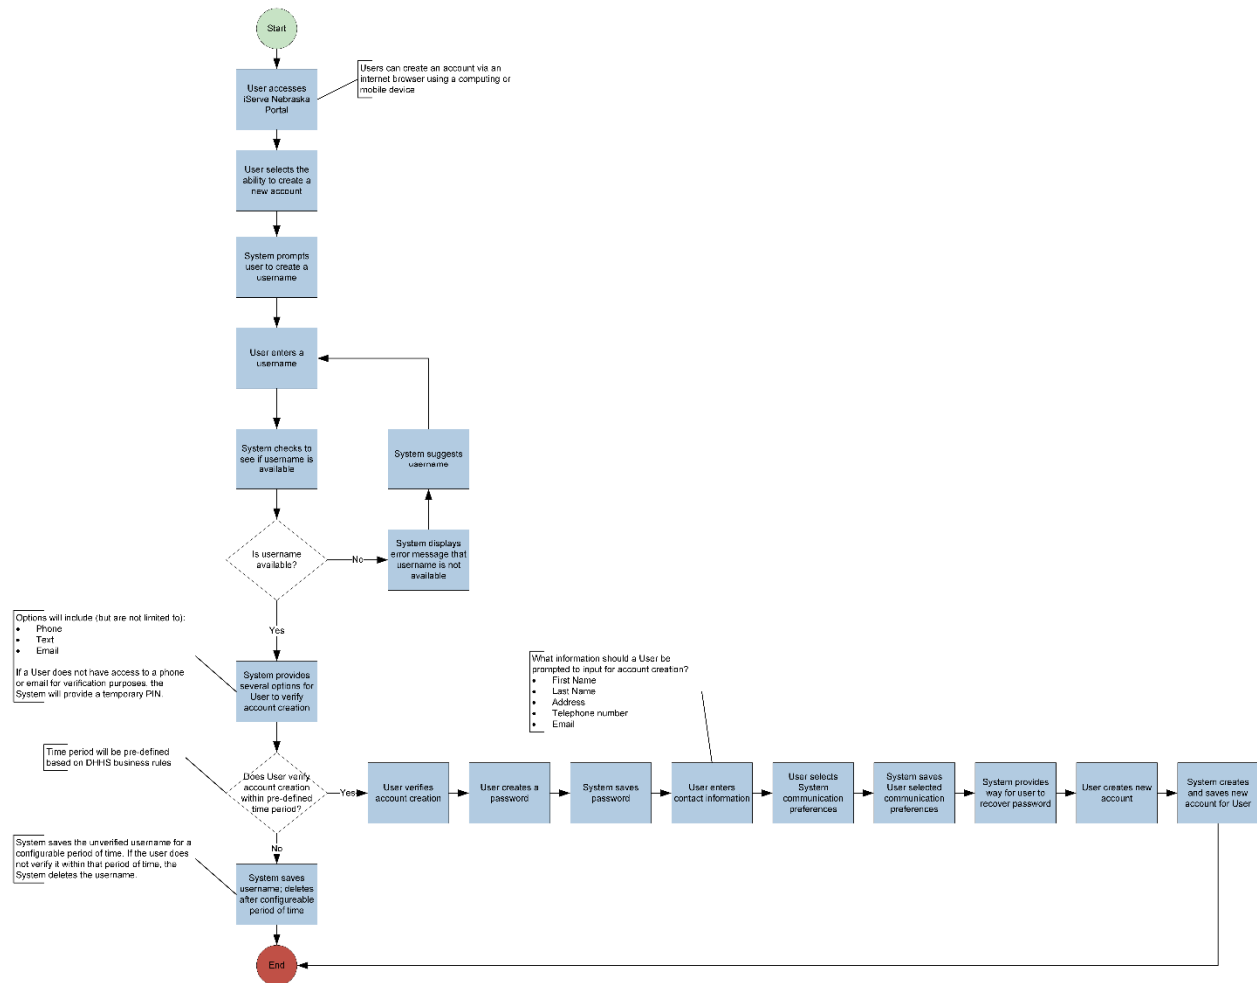 Start
User accesses
iServe Nebraska
Portal
Users can create an account via an
internet browser using a computing or
mobile device
User selects the
ability to create a
new account
System prompts
user to create a
username
User enters a
username
System checks to
see if username is
available
System suggests
username
Is username
available?
No
System displays
error message that
username is not
available
Yes
Options will include (but are not limited to):
• Phone
• Text
• Email
If a User does not have access to a phone
or email for verification purposes, the
System will provide a temporary PIN.
System provides
several options for
User to verify
account creation
What information should a User be
prompted to input for account creation?
• First Name
• Last Name
• Address
• Telephone number
• Email
Time period will be pre-defined
based on DHHS business rules
Does User verify
account creation
within pre-defined
time period?
Yes
User verifies
account creation
User creates a
password
System saves
password
User enters
contact information
User selects
System
communication
preferences
System saves
User selected
communication
preferences
System provides
way for user to
recover password
User creates new
account
System creates
and saves new
account for User
No
System saves the unverified username for a
configurable period of time. If the user does
not verify it within that period of time, the
System deletes the username.
System saves
username; deletes
after configureable
period of time
End